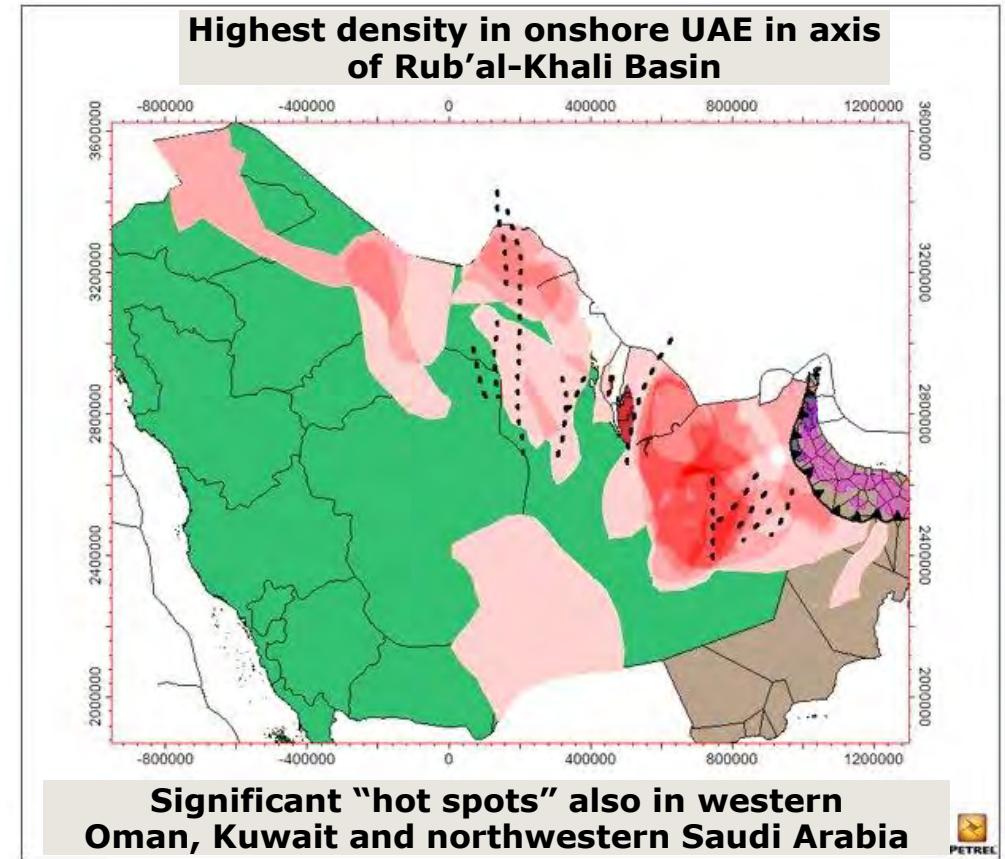 Highest density in onshore UAE in axis
of Rub'al-Khali Basin
-800000 -400000 0 400000 800000 1200000
3600000 3600000
3200000 3200000
2800000 2800000
2400000 2400000
2000000 2000000
-800000 -400000 0 400000 800000 1200000
Significant “hot spots” also in western
Oman, Kuwait and northwestern Saudi Arabia
PETREL